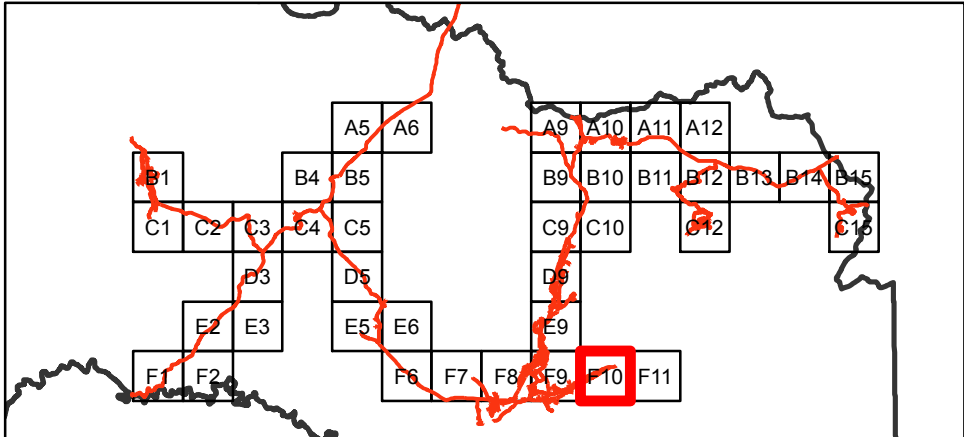 A5 A6 A9 A10 A11 A12
B1 B4 B5 B9 B10 B11 B12 B13 B14 B15
C1 C2 C3 C4 C5 C9 C10 C12 C15
D3 D5 D9
E2 E3 E5 E6 E9
F1 F2 F6 F7 F8 F9 F10 F11